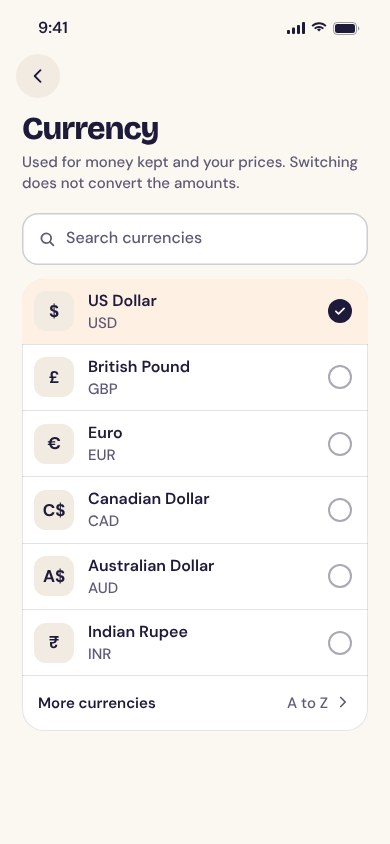 9:41
Currency
Used for money kept and your prices. Switching
does not convert the amounts.
Search currencies
$
US Dollar
USD
£
British Pound
GBP
€
Euro
EUR
C$
Canadian Dollar
CAD
A$
Australian Dollar
AUD
₹
Indian Rupee
INR
More currencies
A to Z